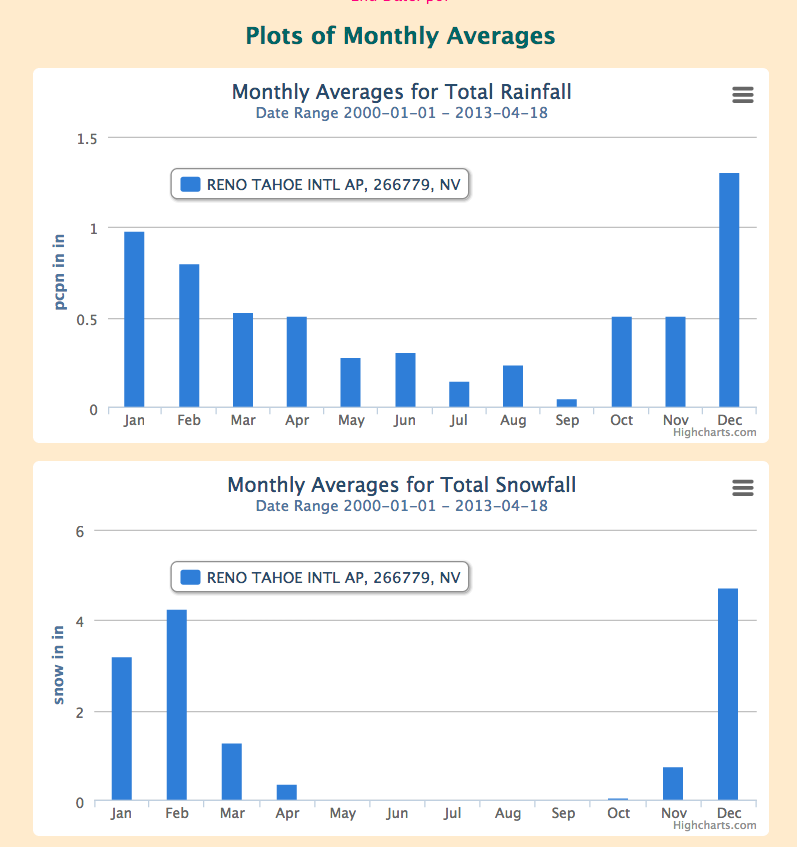 Plots of Monthly Averages
Monthly Averages for Total Rainfall
Date Range 2000-01-01 - 2013-04-18
1.5
RENO TAHOE INTL AP, 266779, NV
1
pcpn in in
0.5
0
Jan Feb Mar Apr May Jun Jul Aug Sep Oct Nov Dec
Highcharts.com
Monthly Averages for Total Snowfall
Date Range 2000-01-01 - 2013-04-18
6
RENO TAHOE INTL AP, 266779, NV
4
snow in in
2
0
Jan Feb Mar Apr May Jun Jul Aug Sep Oct Nov Dec
Highcharts.com